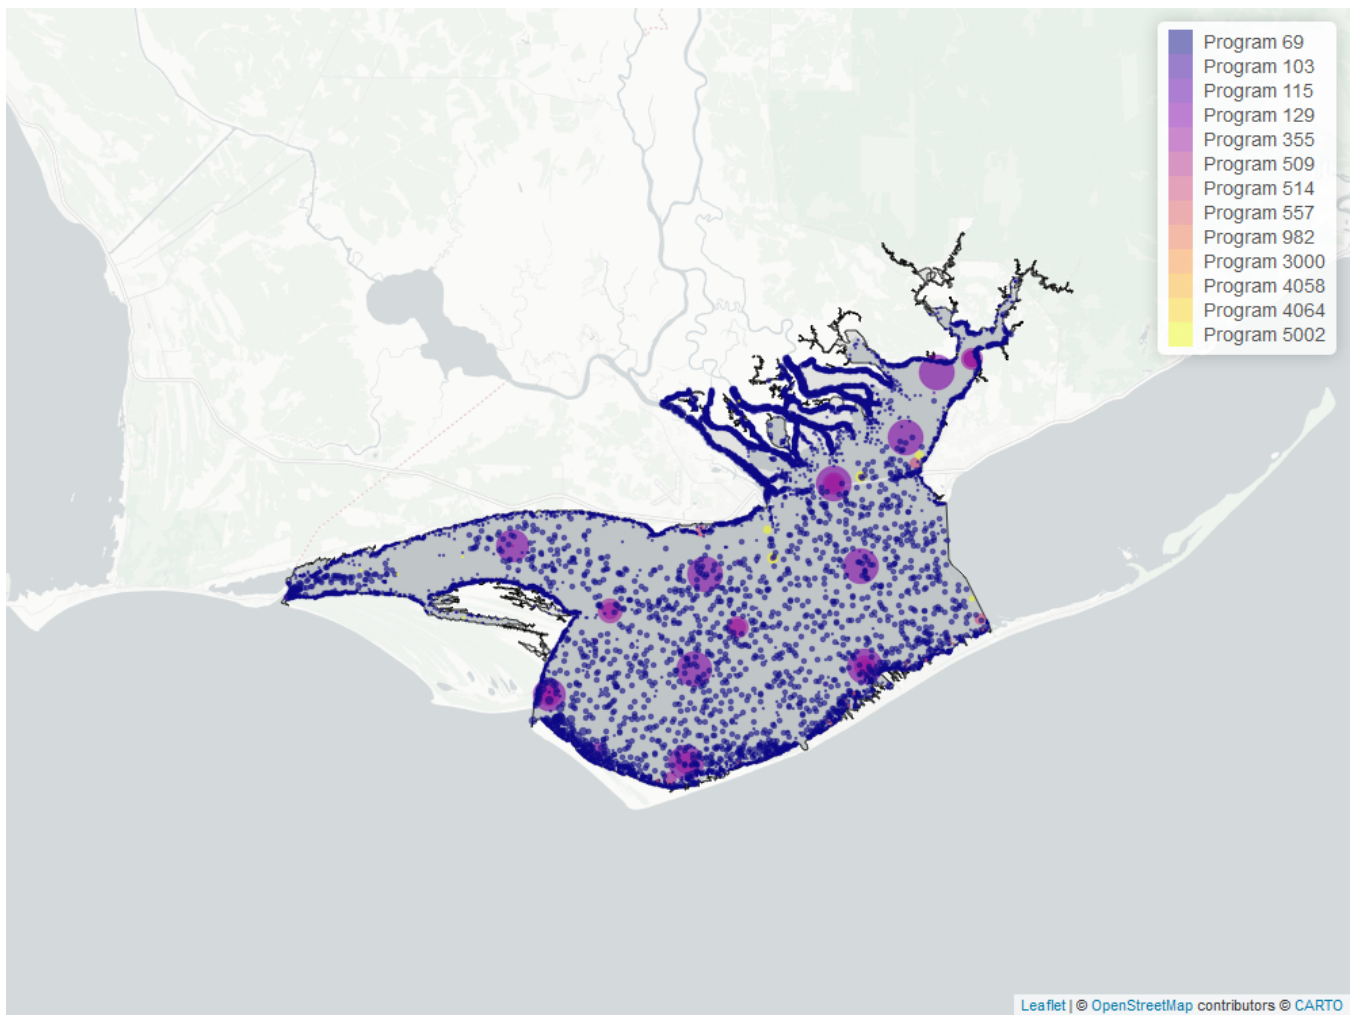 Program 69
Program 103
Program 115
Program 129
Program 355
Program 509
Program 514
Program 557
Program 982
Program 3000
Program 4058
Program 4064
Program 5002
Leaflet | © OpenStreetMap contributors © CARTO